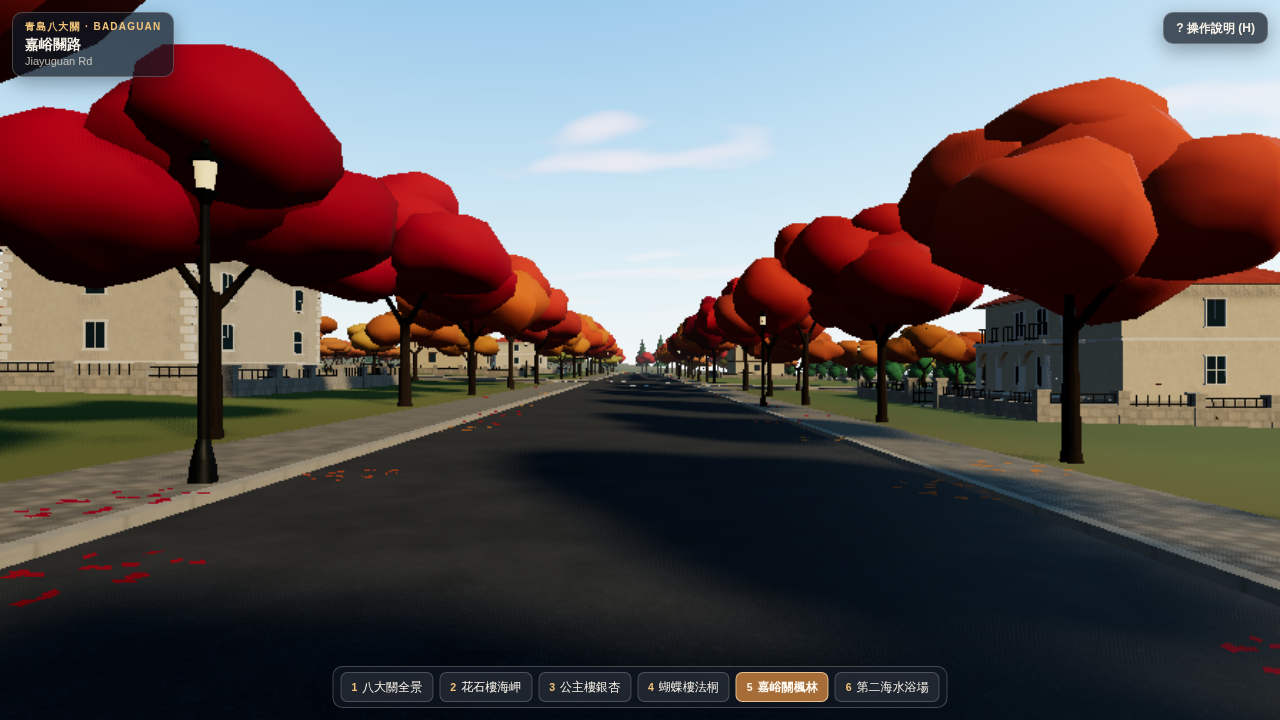 青島八大關 · BADAGUAN
嘉峪關路
Jiayuguan Rd
? 操作說明 (H)
1 八大關全景
2 花石樓海岬
3 公主樓銀杏
4 蝴蝶樓法桐
5 嘉峪關楓林
6 第二海水浴場